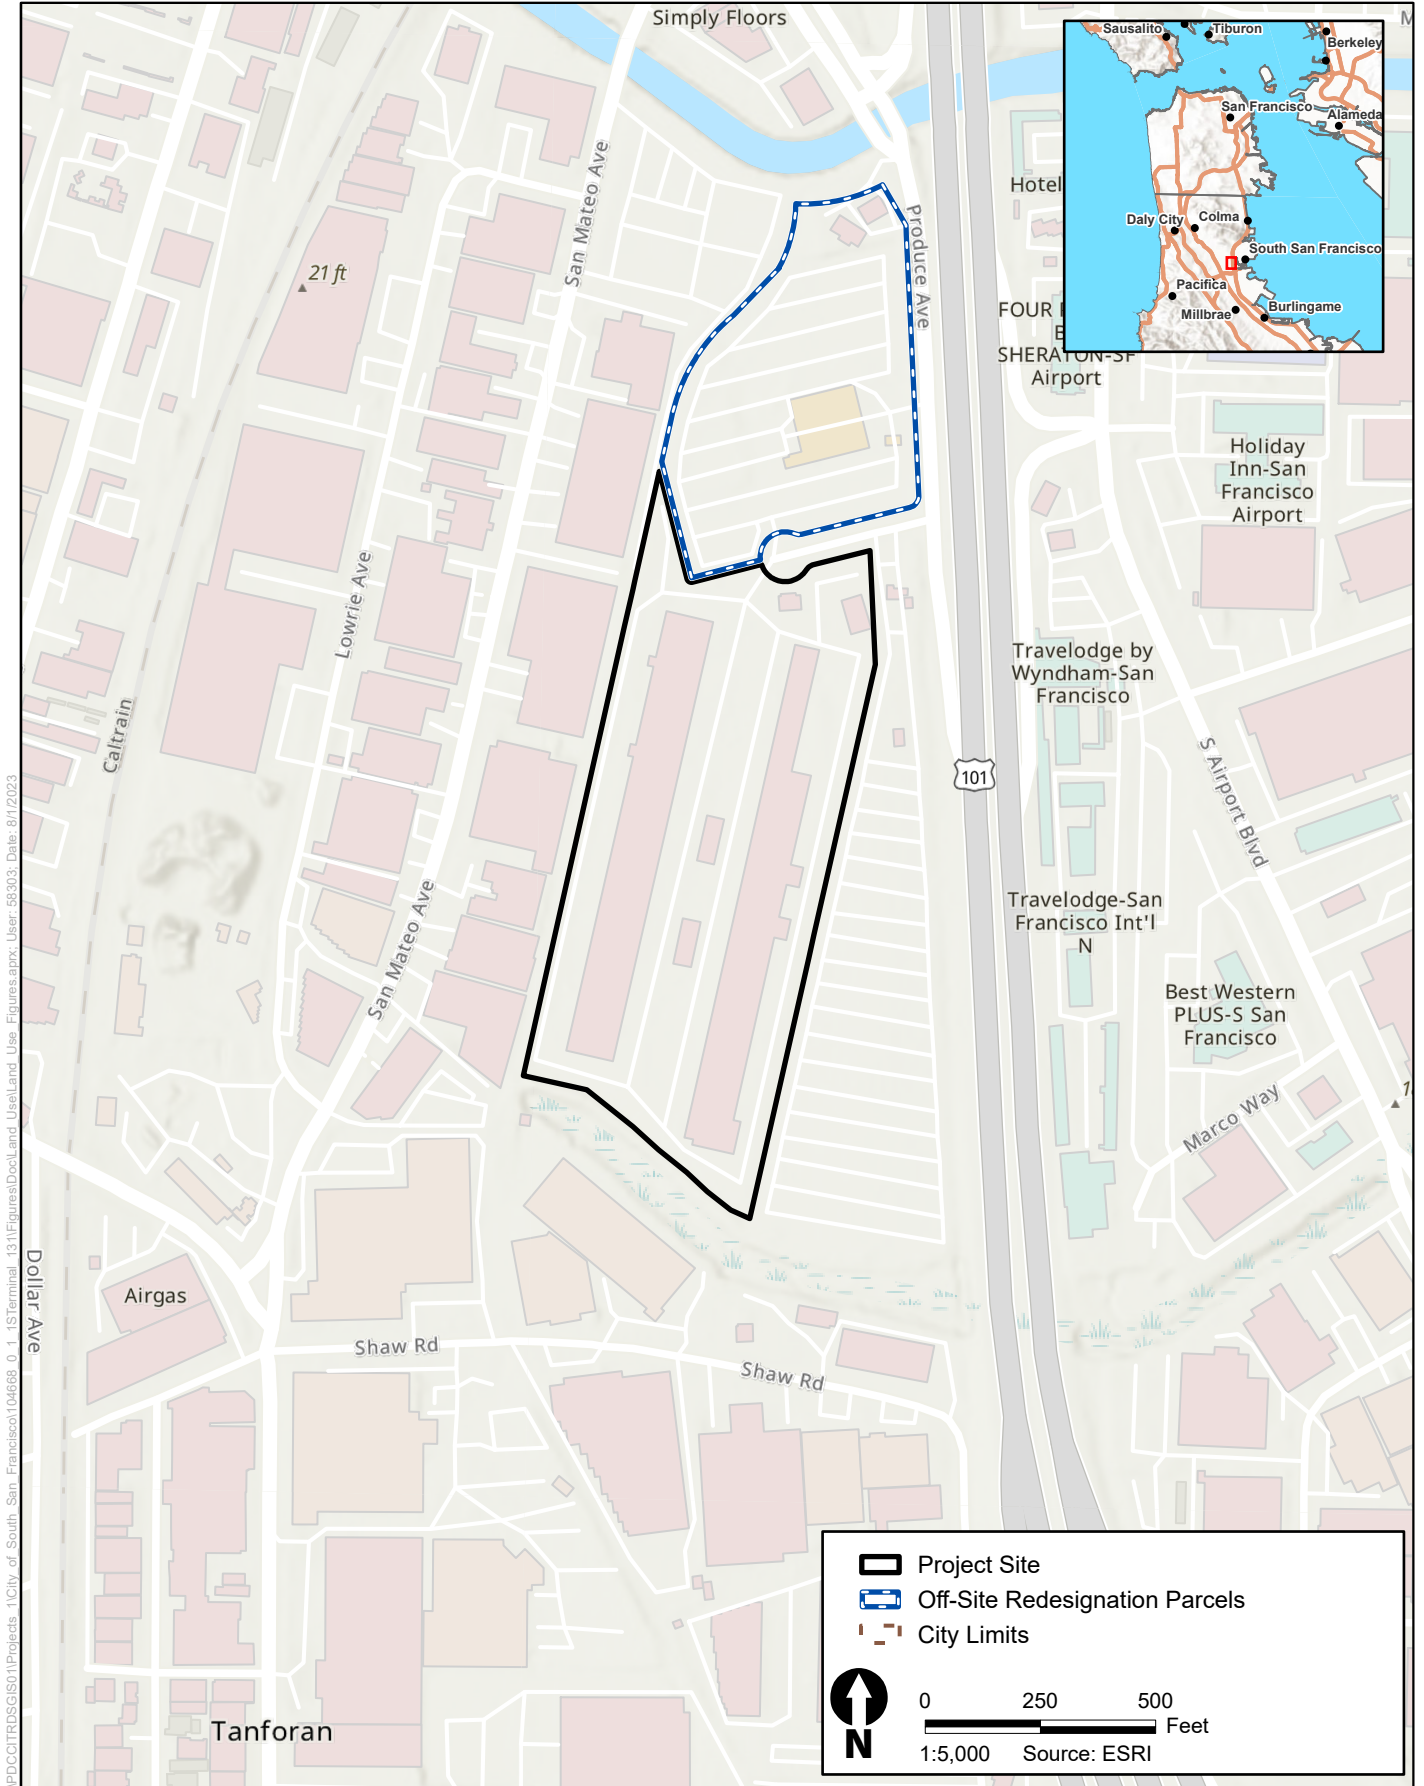 Simply Floors
Sausalito
Tiburon
Berkeley
San Francisco
Alameda
Daly City
Colma
South San Francisco
Pacifica
Millbrae
Burlingame
San Mateo Ave
Produce Ave
Hotel
21 ft
FOUR
SHERATON-SF
Airport
Holiday
Inn-San
Francisco
Airport
Lowrie Ave
Travelodge by
Wyndham-San
Francisco
Caltrain
101
S Airport Blvd
San Mateo Ave
Travelodge-San
Francisco Int'l
N
Best Western
PLUS-S San
Francisco
Marco Way
Dollar Ave
Airgas
Shaw Rd
Shaw Rd
Tanforan
Project Site
Off-Site Redesignation Parcels
City Limits
N
0 250 500
Feet
1:5,000 Source: ESRI